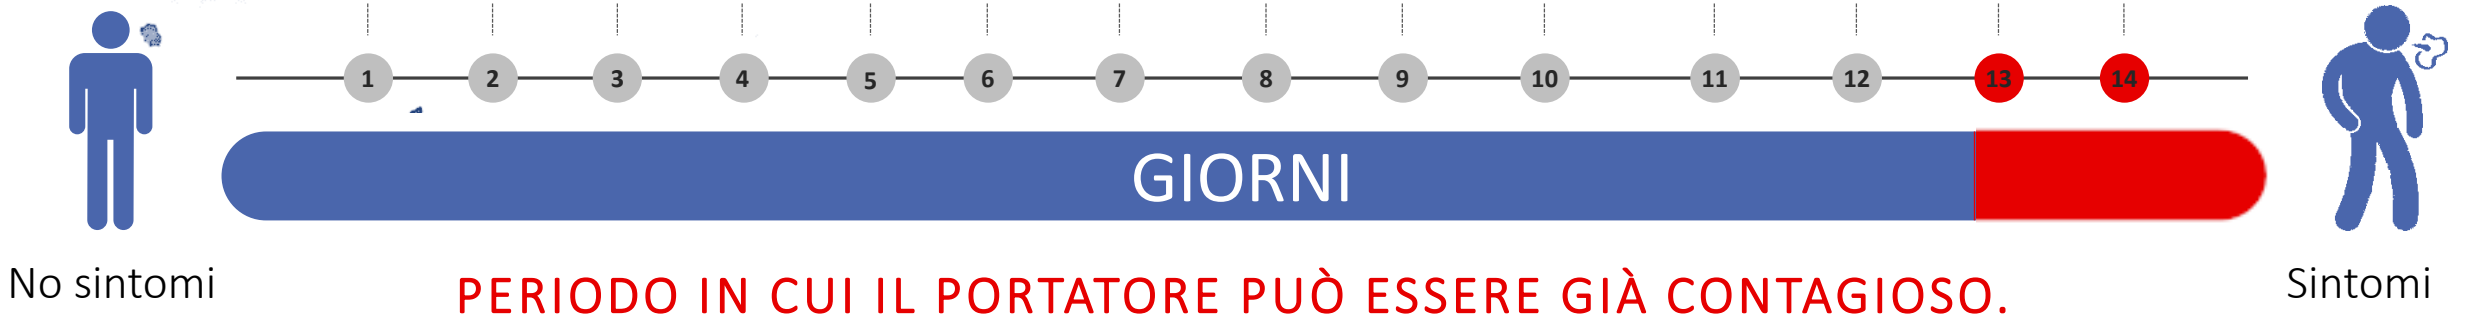 1 2 3 4 5 6 7 8 9 10 11 12 13 14
GIORNI
No sintomi
PERIODO IN CUI IL PORTATORE PUÒ ESSERE GIÀ CONTAGIOSO.
Sintomi